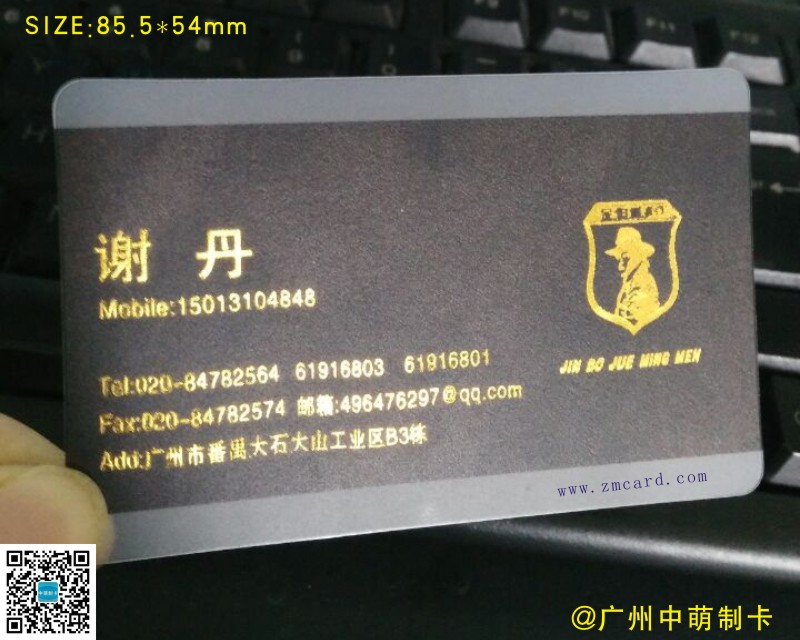 SIZE:85.5*54mm
谢 丹
Mobile:15013104848
JIN BO JUE MING MEN
Tel:020-84782564 61916803 61916801
Fax:020-84782574 邮箱:496476297@qq.com
Add:广州市番禺大石大山工业区B3栋
www.zmcard.com
@广州中萌制卡